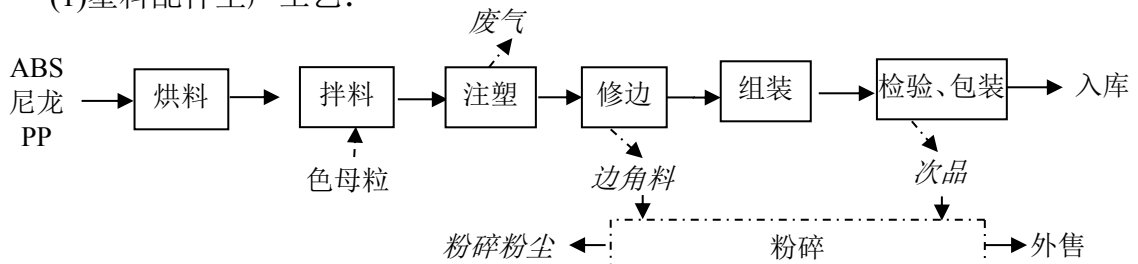 (1)塑料配件生产工艺：
废气
ABS
尼龙
PP
烘料
拌料
注塑
修边
组装
检验、包装
入库
色母粒
边角料
次品
粉碎粉尘
粉碎
外售